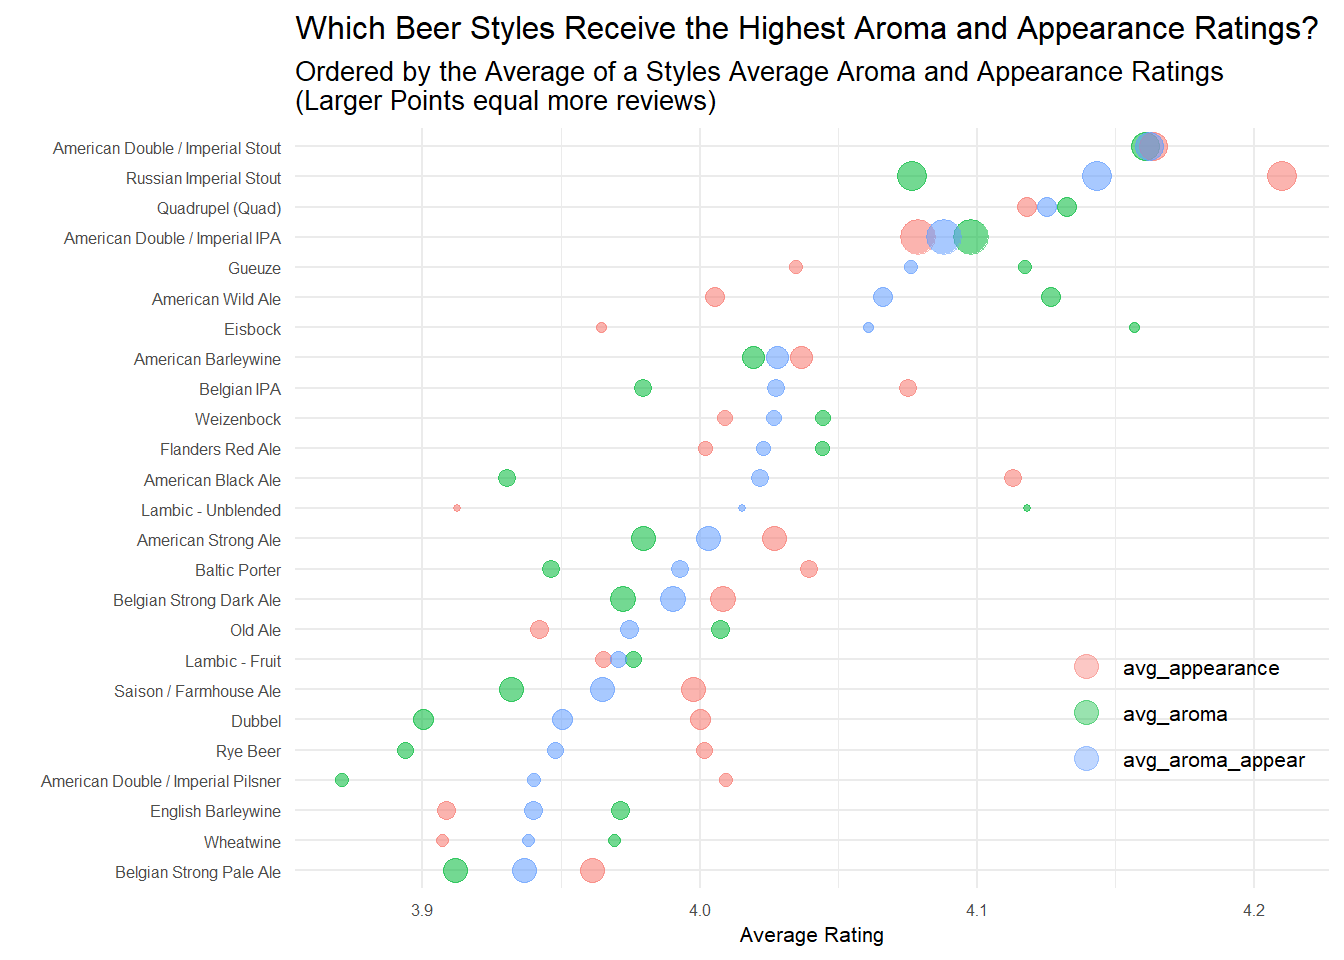 Which Beer Styles Receive the Highest Aroma and Appearance Ratings?
Ordered by the Average of a Styles Average Aroma and Appearance Ratings
(Larger Points equal more reviews)
American Double / Imperial Stout
Russian Imperial Stout
Quadrupel (Quad)
American Double / Imperial IPA
Gueuze
American Wild Ale
Eisbock
American Barleywine
Belgian IPA
Weizenbock
Flanders Red Ale
American Black Ale
Lambic - Unblended
American Strong Ale
Baltic Porter
Belgian Strong Dark Ale
Old Ale
Lambic - Fruit
Saison / Farmhouse Ale
Dubbel
Rye Beer
American Double / Imperial Pilsner
English Barleywine
Wheatwine
Belgian Strong Pale Ale
avg_appearance
avg_aroma
avg_aroma_appear
3.9
4.0
4.1
4.2
Average Rating